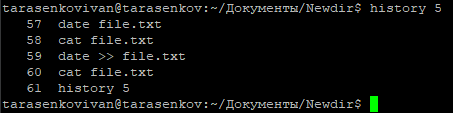 tarasenkovivan@tarasenkov:~/Документы/Newdir$ history 5
57 date file.txt
58 cat file.txt
59 date >> file.txt
60 cat file.txt
61 history 5
tarasenkovivan@tarasenkov:~/Документы/Newdir$